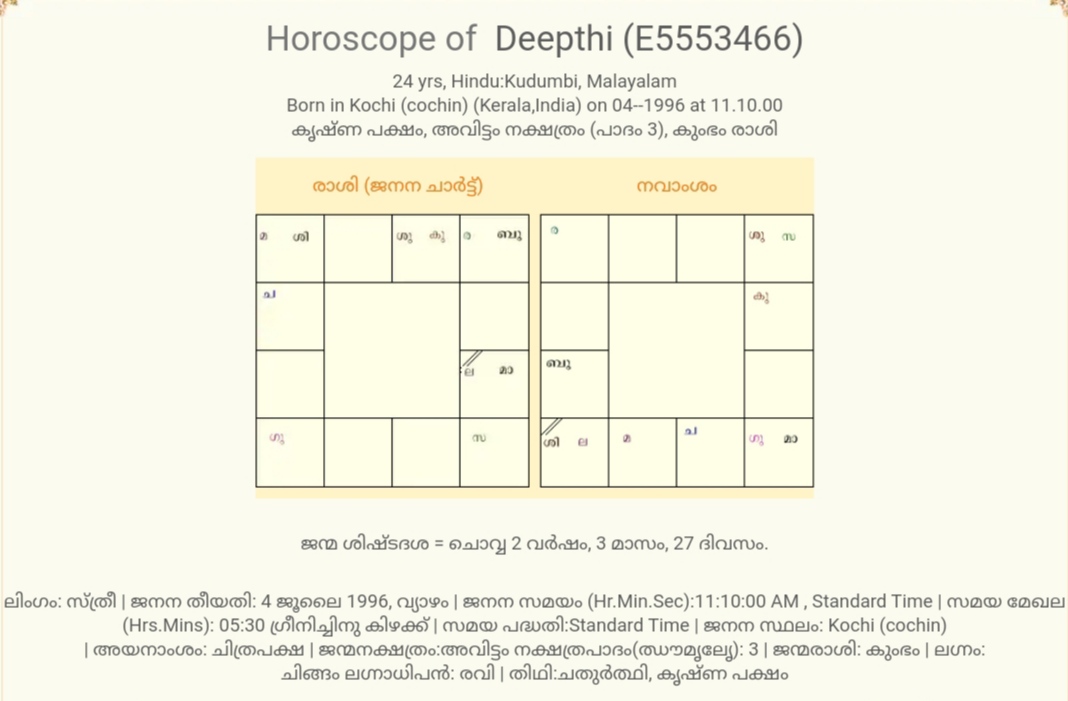 Horoscope of Deepthi (E5553466)
24 yrs, Hindu:Kudumbi, Malayalam
Born in Kochi (cochin) (Kerala,India) on 04--1996 at 11.10.00
കൃഷ്ണ പക്ഷം, അവിട്ടം നക്ഷത്രം (പാദം 3), കുംഭം രാശി
രാശി (ജനന ചാർട്ട്) നവാംശം
മ ശി ശു കു ര ബു ര ശു സ
ച കു
ല മാ ബു
ഗു സ ശി ല മ ച ഗു മാ
ജന്മ ശിഷ്ടദശ = ചൊവ്വ 2 വർഷം, 3 മാസം, 27 ദിവസം.
ലിംഗം: സ്ത്രീ | ജനന തീയതി: 4 ജൂലൈ 1996, വ്യാഴം | ജനന സമയം (Hr.Min.Sec):11:10:00 AM , Standard Time | സമയ മേഖല
(Hrs.Mins): 05:30 ഗ്രീനിച്ചിനു കിഴക്ക് | സമയ പദ്ധതി:Standard Time | ജനന സ്ഥലം: Kochi (cochin)
| അയനാംശം: ചിത്രപക്ഷ | ജന്മനക്ഷത്രം:അവിട്ടം നക്ഷത്രപാദം(ഝൗമൃലേൃ): 3 | ജന്മരാശി: കുംഭം | ലഗ്നം:
ചിങ്ങം ലഗ്നാധിപൻ: രവി | തിഥി:ചതുർത്ഥി, കൃഷ്ണ പക്ഷം